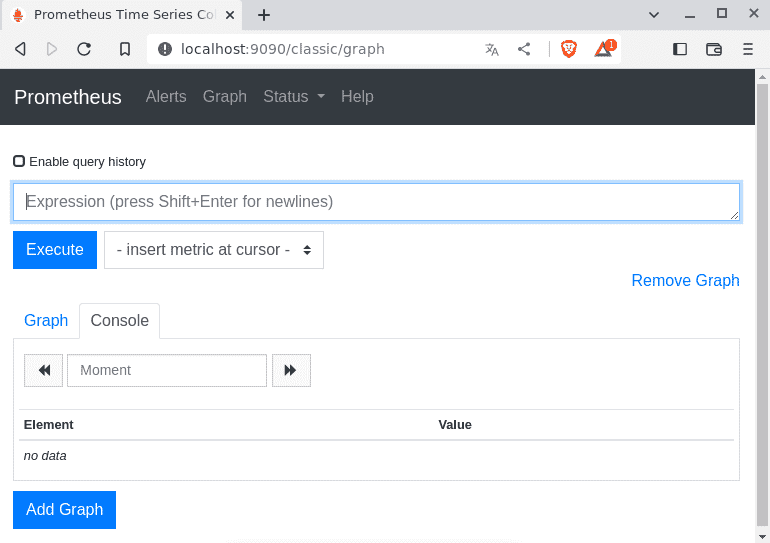 Prometheus Time Series Col
localhost:9090/classic/graph
1
Prometheus Alerts Graph Status Help
Enable query history
Expression (press Shift+Enter for newlines)
Execute - insert metric at cursor -
Remove Graph
Graph Console
Moment
Element Value
no data
Add Graph